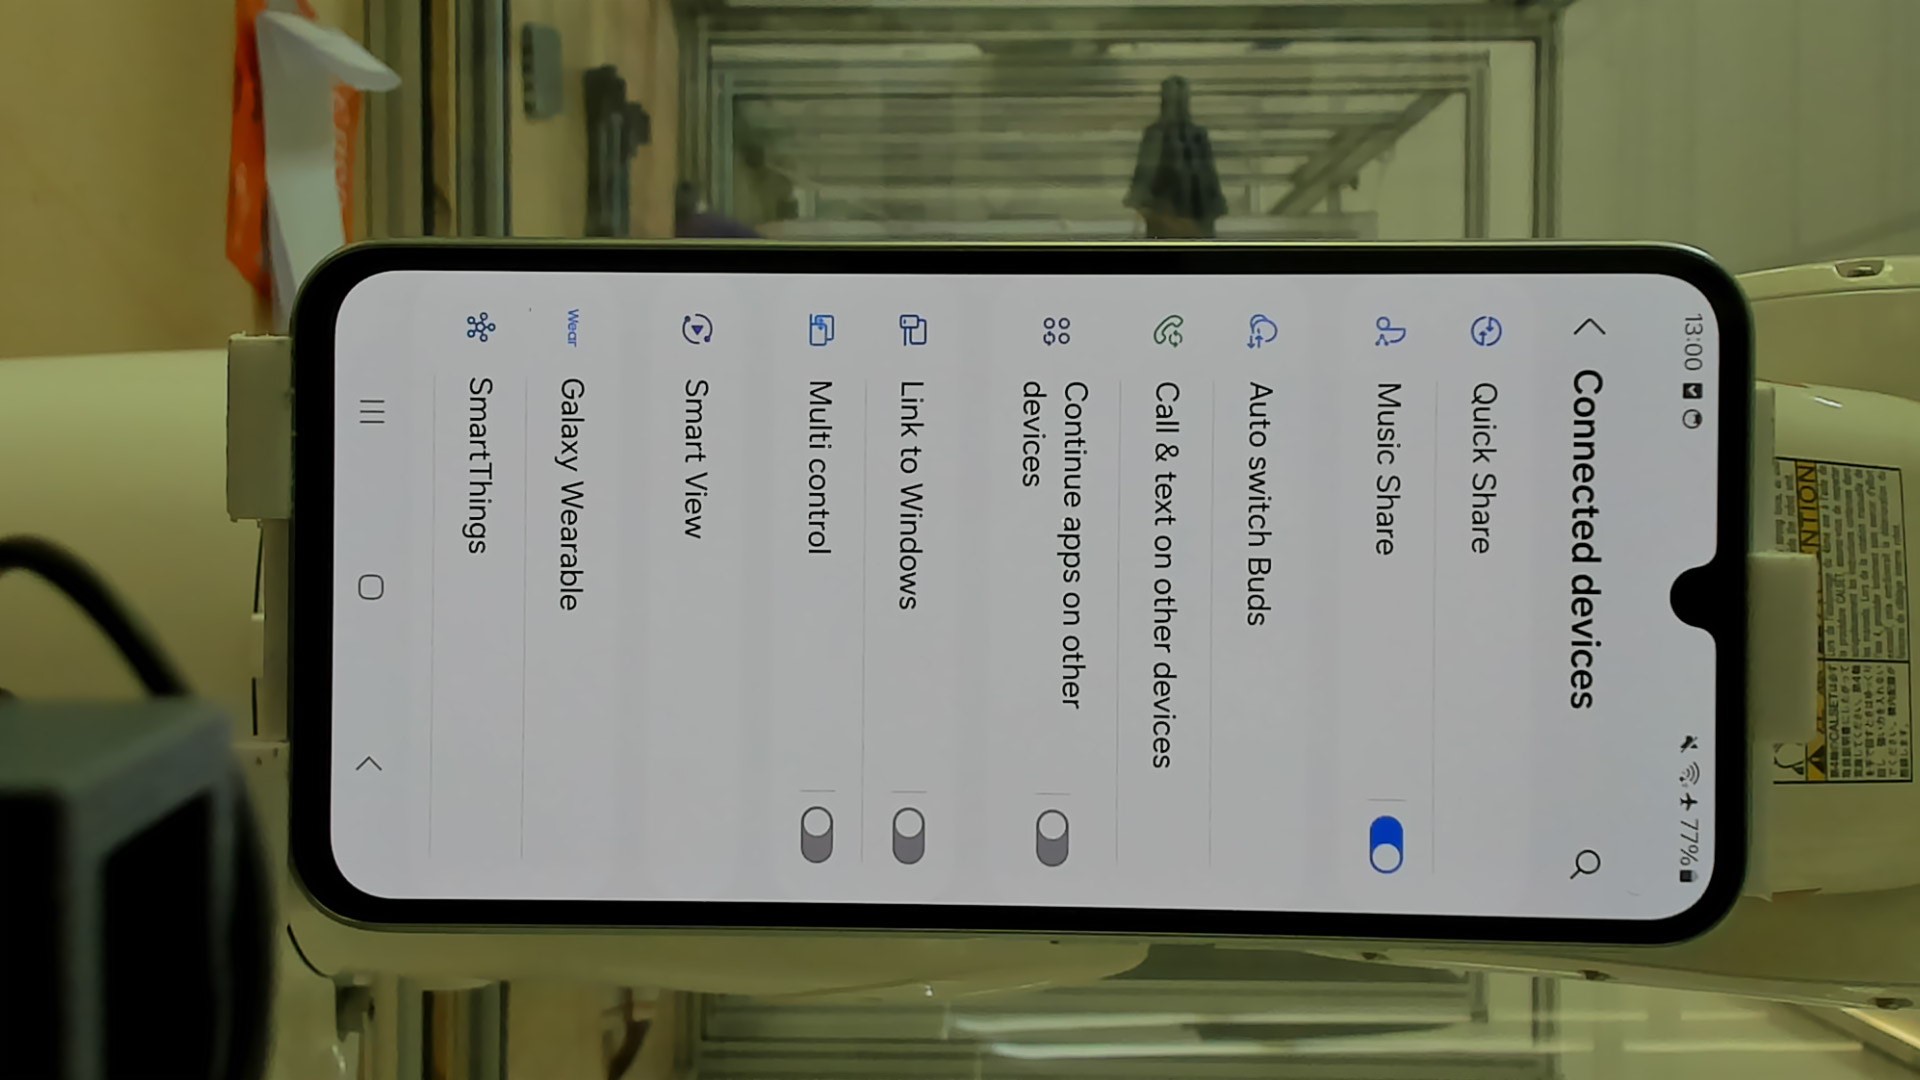 13:00
77%
Connected devices
Quick Share
Music Share
Auto switch Buds
Call & text on other devices
Continue apps on other
devices
Link to Windows
Multi control
Smart View
Wear
Galaxy Wearable
SmartThings